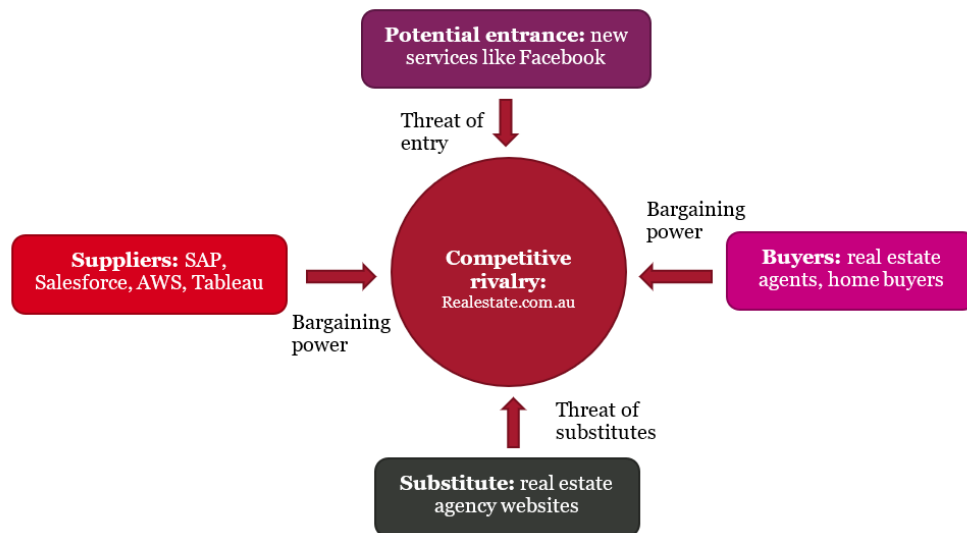 Potential entrance: new
services like Facebook
Threat of
entry
Bargaining
power
Suppliers: SAP,
Salesforce, AWS, Tableau
Competitive
rivalry:
Realestate.com.au
Buyers: real estate
agents, home buyers
Bargaining
power
Threat of
substitutes
Substitute: real estate
agency websites